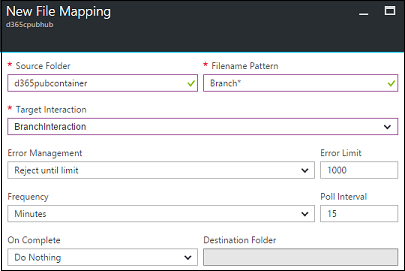 New File Mapping
d365pubhub
* Source Folder * Filename Pattern
d365pubcontainer Branch*
* Target Interaction
BranchInteraction
Error Management Error Limit
Reject until limit 1000
Frequency Poll Interval
Minutes 15
On Complete Destination Folder
Do Nothing